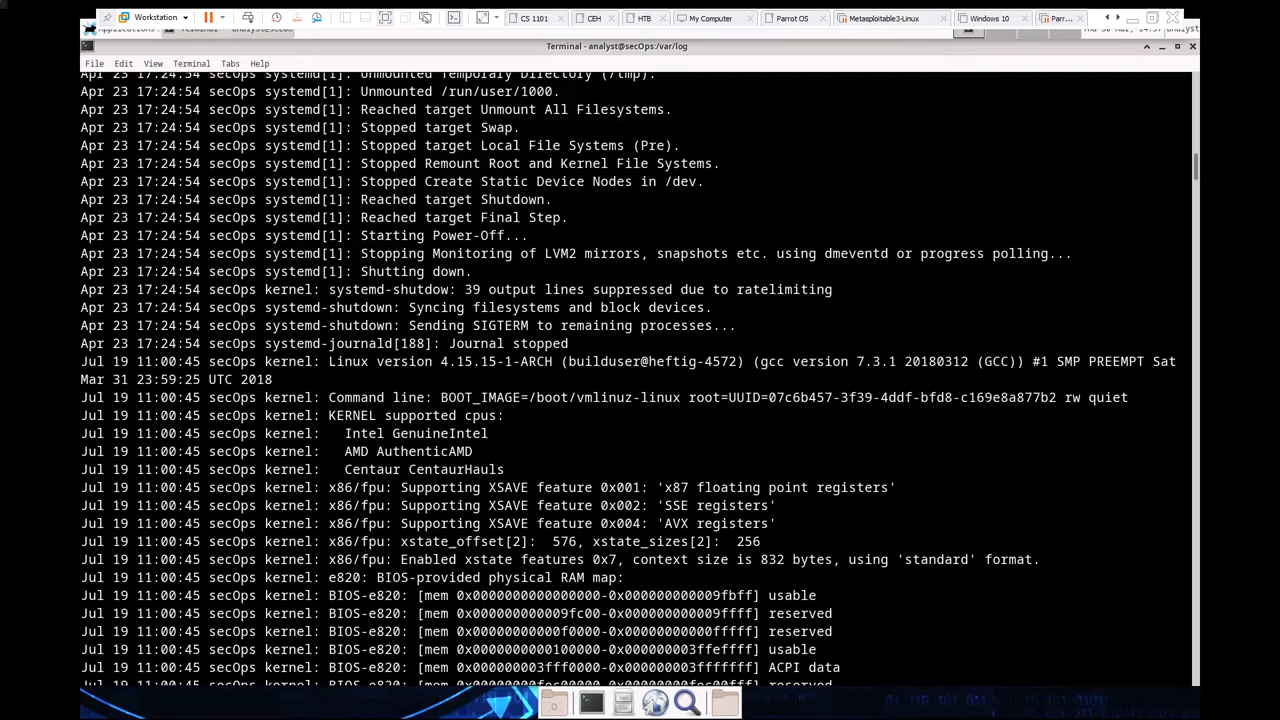 Workstation CS 1101 CEH HTB My Computer Parrot OS Metasploitable3-Linux Windows 10 Parr...
Terminal - analyst@secOps:/var/log
File Edit View Terminal Tabs Help
Apr 23 17:24:54 secOps systemd[1]: Unmounted Temporary Directory (/tmp).
Apr 23 17:24:54 secOps systemd[1]: Unmounted /run/user/1000.
Apr 23 17:24:54 secOps systemd[1]: Reached target Unmount All Filesystems.
Apr 23 17:24:54 secOps systemd[1]: Stopped target Swap.
Apr 23 17:24:54 secOps systemd[1]: Stopped target Local File Systems (Pre).
Apr 23 17:24:54 secOps systemd[1]: Stopped Remount Root and Kernel File Systems.
Apr 23 17:24:54 secOps systemd[1]: Stopped Create Static Device Nodes in /dev.
Apr 23 17:24:54 secOps systemd[1]: Reached target Shutdown.
Apr 23 17:24:54 secOps systemd[1]: Reached target Final Step.
Apr 23 17:24:54 secOps systemd[1]: Starting Power-Off...
Apr 23 17:24:54 secOps systemd[1]: Stopping Monitoring of LVM2 mirrors, snapshots etc. using dmeventd or progress polling...
Apr 23 17:24:54 secOps systemd[1]: Shutting down.
Apr 23 17:24:54 secOps kernel: systemd-shutdow: 39 output lines suppressed due to ratelimiting
Apr 23 17:24:54 secOps systemd-shutdown: Syncing filesystems and block devices.
Apr 23 17:24:54 secOps systemd-shutdown: Sending SIGTERM to remaining processes...
Apr 23 17:24:54 secOps systemd-journald[188]: Journal stopped
Jul 19 11:00:45 secOps kernel: Linux version 4.15.15-1-ARCH (builduser@heftig-4572) (gcc version 7.3.1 20180312 (GCC)) #1 SMP PREEMPT Sat
Mar 31 23:59:25 UTC 2018
Jul 19 11:00:45 secOps kernel: Command line: BOOT_IMAGE=/boot/vmlinuz-linux root=UUID=07c6b457-3f39-4ddf-bfd8-c169e8a877b2 rw quiet
Jul 19 11:00:45 secOps kernel: KERNEL supported cpus:
Jul 19 11:00:45 secOps kernel:   Intel GenuineIntel
Jul 19 11:00:45 secOps kernel:   AMD AuthenticAMD
Jul 19 11:00:45 secOps kernel:   Centaur CentaurHauls
Jul 19 11:00:45 secOps kernel: x86/fpu: Supporting XSAVE feature 0x001: 'x87 floating point registers'
Jul 19 11:00:45 secOps kernel: x86/fpu: Supporting XSAVE feature 0x002: 'SSE registers'
Jul 19 11:00:45 secOps kernel: x86/fpu: Supporting XSAVE feature 0x004: 'AVX registers'
Jul 19 11:00:45 secOps kernel: x86/fpu: xstate_offset[2]:  576, xstate_sizes[2]:  256
Jul 19 11:00:45 secOps kernel: x86/fpu: Enabled xstate features 0x7, context size is 832 bytes, using 'standard' format.
Jul 19 11:00:45 secOps kernel: e820: BIOS-provided physical RAM map:
Jul 19 11:00:45 secOps kernel: BIOS-e820: [mem 0x0000000000000000-0x000000000009fbff] usable
Jul 19 11:00:45 secOps kernel: BIOS-e820: [mem 0x000000000009fc00-0x000000000009ffff] reserved
Jul 19 11:00:45 secOps kernel: BIOS-e820: [mem 0x00000000000f0000-0x00000000000fffff] reserved
Jul 19 11:00:45 secOps kernel: BIOS-e820: [mem 0x0000000000100000-0x000000003ffeffff] usable
Jul 19 11:00:45 secOps kernel: BIOS-e820: [mem 0x000000003fff0000-0x000000003fffffff] ACPI data
Jul 19 11:00:45 secOps kernel: BIOS-e820: [mem 0x00000000fec00000-0x00000000fec00fff] reserved